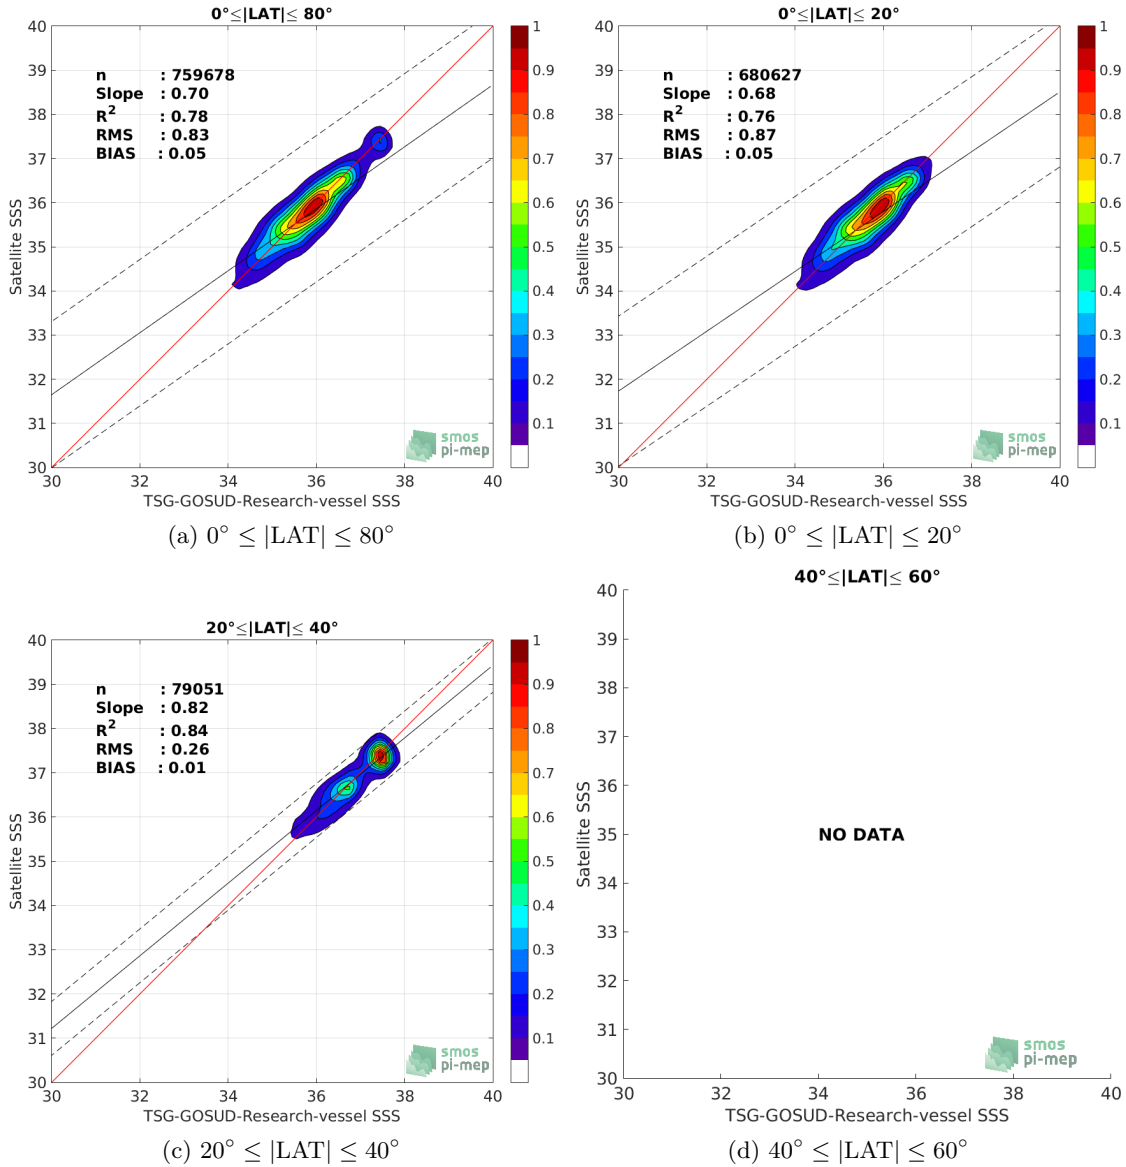 0°≤|LAT|≤ 80°
40
39
38
37
36
35
34
33
32
31
30
Satellite SSS
n : 759678
Slope : 0.70
R2 : 0.78
RMS : 0.83
BIAS : 0.05
smos
pi-mep
30 32 34 36 38 40
TSG-GOSUD-Research-vessel SSS
1
0.9
0.8
0.7
0.6
0.5
0.4
0.3
0.2
0.1
(a) 0° ≤ |LAT| ≤ 80°
0°≤|LAT|≤ 20°
40
39
38
37
36
35
34
33
32
31
30
Satellite SSS
n : 680627
Slope : 0.68
R2 : 0.76
RMS : 0.87
BIAS : 0.05
smos
pi-mep
30 32 34 36 38 40
TSG-GOSUD-Research-vessel SSS
1
0.9
0.8
0.7
0.6
0.5
0.4
0.3
0.2
0.1
(b) 0° ≤ |LAT| ≤ 20°
20°≤|LAT|≤ 40°
40
39
38
37
36
35
34
33
32
31
30
Satellite SSS
n : 79051
Slope : 0.82
R2 : 0.84
RMS : 0.26
BIAS : 0.01
smos
pi-mep
30 32 34 36 38 40
TSG-GOSUD-Research-vessel SSS
1
0.9
0.8
0.7
0.6
0.5
0.4
0.3
0.2
0.1
(c) 20° ≤ |LAT| ≤ 40°
40°≤|LAT|≤ 60°
40
39
38
37
36
35
34
33
32
31
30
Satellite SSS
NO DATA
smos
pi-mep
30 32 34 36 38 40
TSG-GOSUD-Research-vessel SSS
(d) 40° ≤ |LAT| ≤ 60°